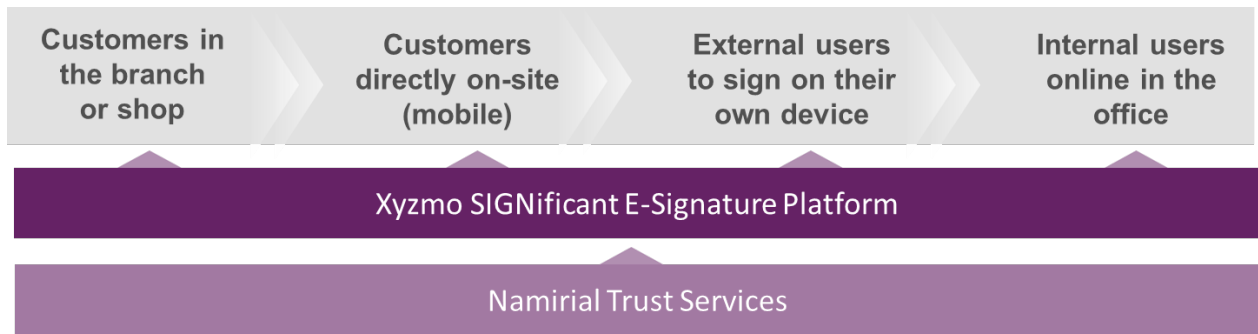 Customers in
the branch
or shop
Customers
directly on-site
(mobile)
External users
to sign on their
own device
Internal users
online in the
office
Xyzmo SIGNificant E-Signature Platform
Namirial Trust Services